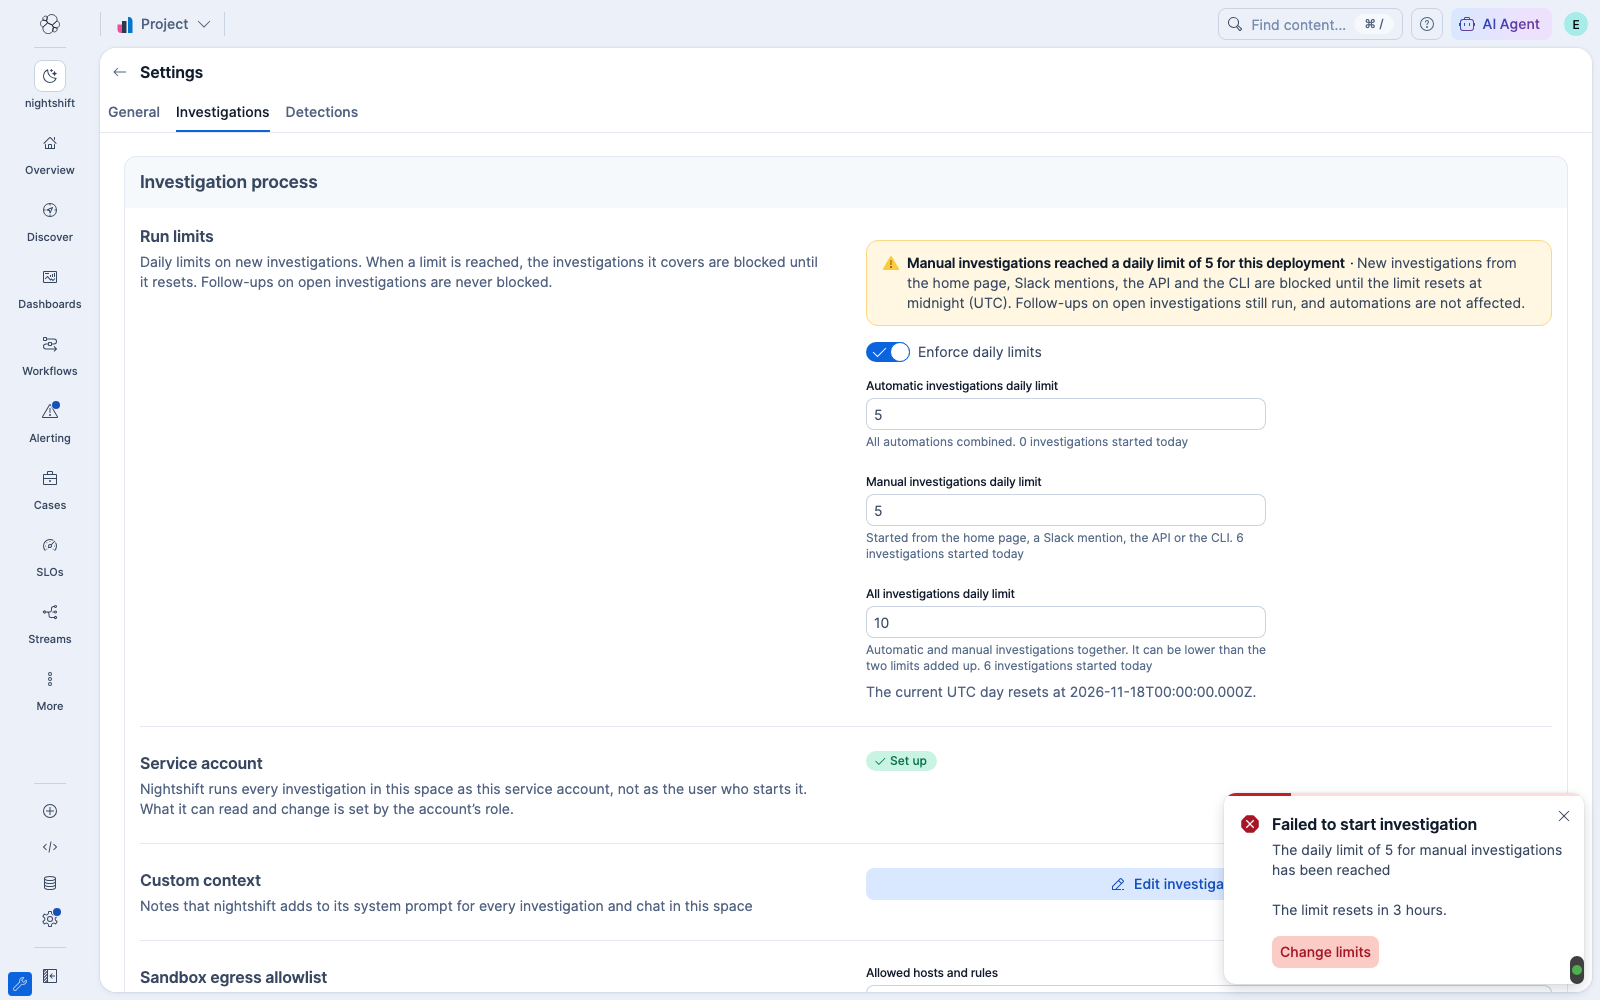 Project
Find content...
⌘ /
AI Agent
E
nightshift
Overview
Discover
Dashboards
Workflows
Alerting
Cases
SLOs
Streams
More
Settings
General
Investigations
Detections
Investigation process
Run limits
Daily limits on new investigations. When a limit is reached, the investigations it covers are blocked until
it resets. Follow-ups on open investigations are never blocked.
Manual investigations reached a daily limit of 5 for this deployment · New investigations from
the home page, Slack mentions, the API and the CLI are blocked until the limit resets at
midnight (UTC). Follow-ups on open investigations still run, and automations are not affected.
Enforce daily limits
Automatic investigations daily limit
5
All automations combined. 0 investigations started today
Manual investigations daily limit
5
Started from the home page, a Slack mention, the API or the CLI. 6
investigations started today
All investigations daily limit
10
Automatic and manual investigations together. It can be lower than the
two limits added up. 6 investigations started today
The current UTC day resets at 2026-11-18T00:00:00.000Z.
Service account
Nightshift runs every investigation in this space as this service account, not as the user who starts it.
What it can read and change is set by the account's role.
Set up
Custom context
Notes that nightshift adds to its system prompt for every investigation and chat in this space
Edit investiga
Sandbox egress allowlist
Allowed hosts and rules
Failed to start investigation
The daily limit of 5 for manual investigations
has been reached
The limit resets in 3 hours.
Change limits